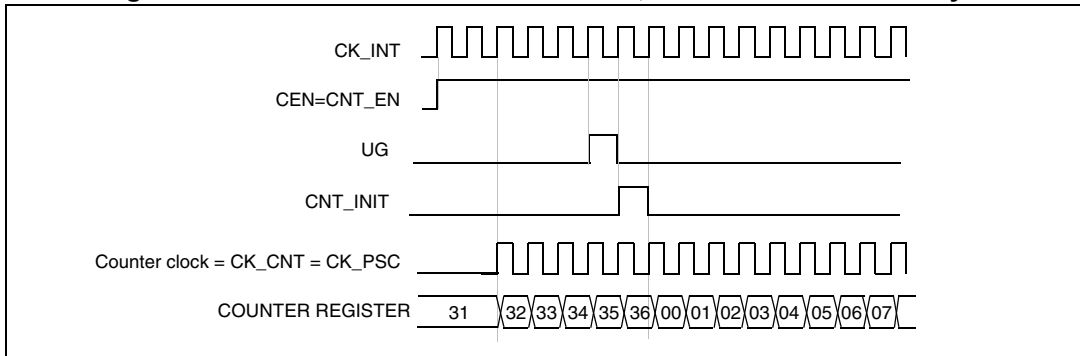 CK_INT
CEN=CNT_EN
UG
CNT_INIT
Counter clock = CK_CNT = CK_PSC
COUNTER REGISTER 31 32 33 34 35 36 00 01 02 03 04 05 06 07